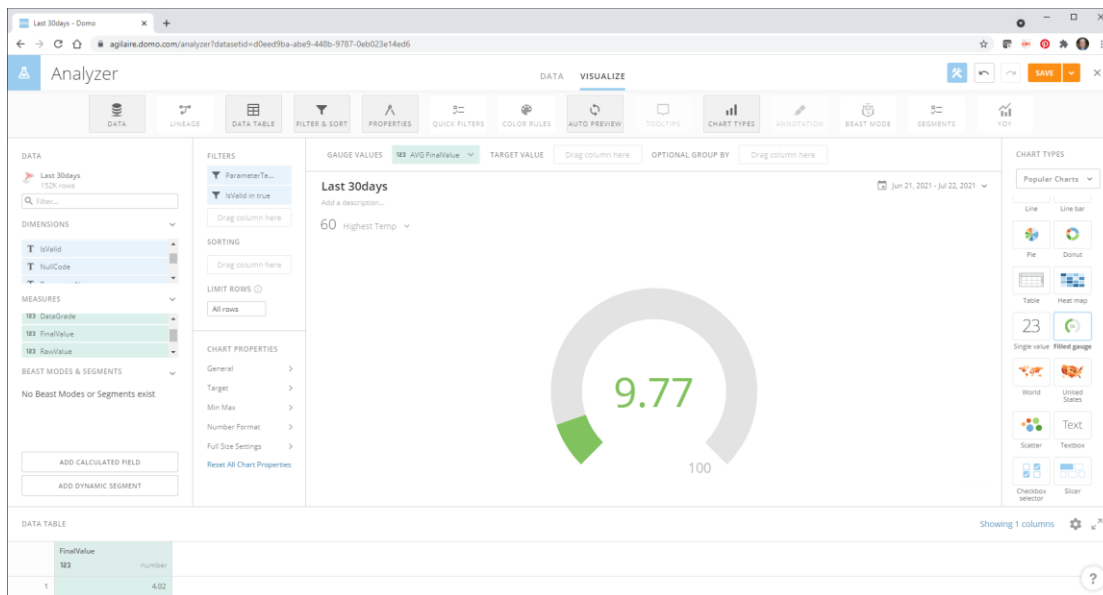 Last 30days - Domo
agilaire.domo.com/analyzer?datasetid=d0eed9ba-abe9-448b-9787-0eb023e14ed6
Analyzer
DATA VISUALIZE
SAVE
DATA LINEAGE DATA TABLE FILTER & SORT PROPERTIES QUICK FILTERS COLOR RULES AUTO PREVIEW TOOLTIPS CHART TYPES ANNOTATION BEAST MODE SEGMENTS YOY
DATA
Last 30days
152K rows
Filter...
DIMENSIONS
T IsValid
T NullCode
MEASURES
123 DataGrade
123 FinalValue
123 RawValue
BEAST MODES & SEGMENTS
No Beast Modes or Segments exist
ADD CALCULATED FIELD
ADD DYNAMIC SEGMENT
FILTERS
ParameterTe...
IsValid in true
Drag column here
SORTING
Drag column here
LIMIT ROWS
All rows
CHART PROPERTIES
General
Target
Min Max
Number Format
Full Size Settings
Reset All Chart Properties
GAUGE VALUES 123 AVG FinalValue TARGET VALUE Drag column here OPTIONAL GROUP BY Drag column here
Last 30days
Jun 21, 2021 - Jul 22, 2021
Add a description...
60 Highest Temp
9.77
100
CHART TYPES
Popular Charts
Line Line bar
Pie Donut
Table Heat map
23
Single value Filled gauge
World United States
Text
Scatter Textbox
Checkbox selector Slicer
DATA TABLE
Showing 1 columns
FinalValue
123 number
1 4.02
?